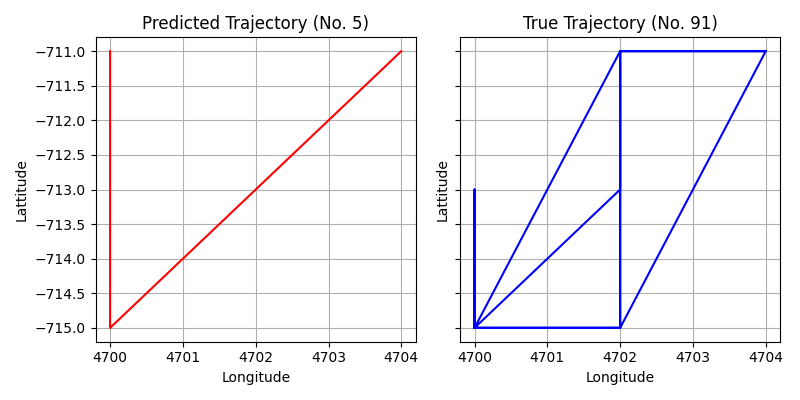 Predicted Trajectory (No. 5)
True Trajectory (No. 91)
Lattitude
−711.0
−711.5
−712.0
−712.5
−713.0
−713.5
−714.0
−714.5
−715.0
4700 4701 4702 4703 4704
Longitude
Lattitude
4700 4701 4702 4703 4704
Longitude